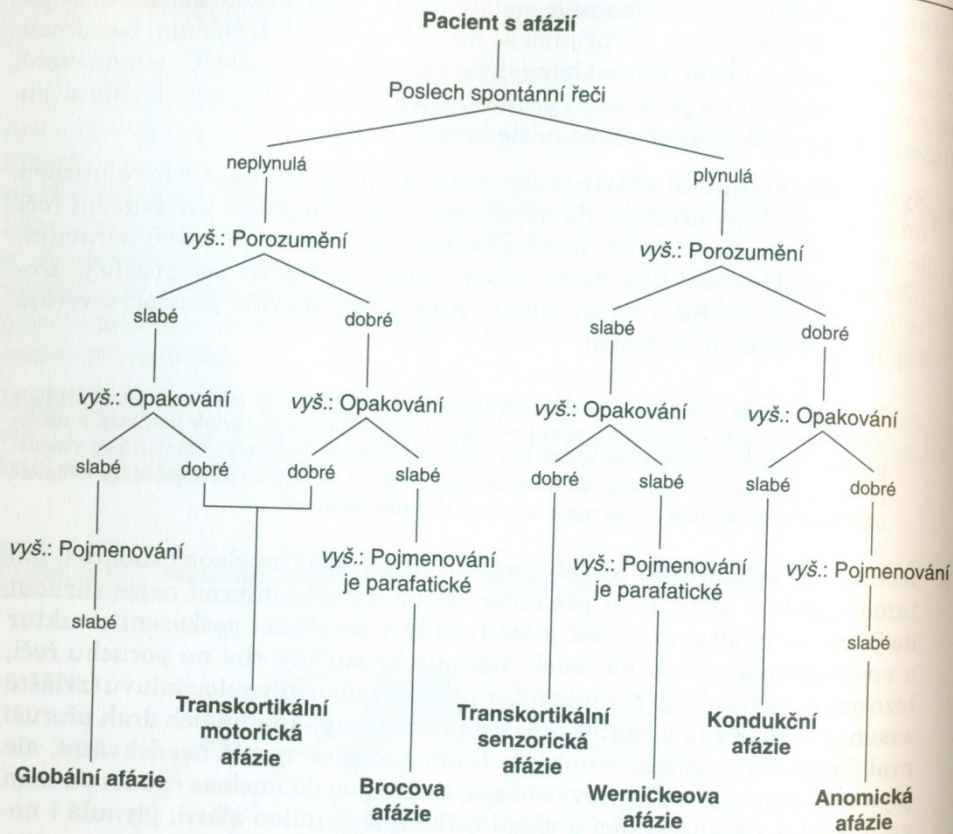 Pacient s afázií
Poslech spontánní řeči
neplynulá
plynulá
vyš.: Porozumění
vyš.: Porozumění
slabé
dobré
slabé
dobré
vyš.: Opakování
vyš.: Opakování
vyš.: Opakování
vyš.: Opakování
slabé
dobré
dobré
slabé
dobré
slabé
slabé
dobré
vyš.: Pojmenování
vyš.: Pojmenování
je parafatické
vyš.: Pojmenování
je parafatické
vyš.: Pojmenování
slabé
slabé
Globální afázie
Transkortikální
motorická
afázie
Brocova
afázie
Transkortikální
senzorická
afázie
Wernickeova
afázie
Kondukční
afázie
Anomická
afázie